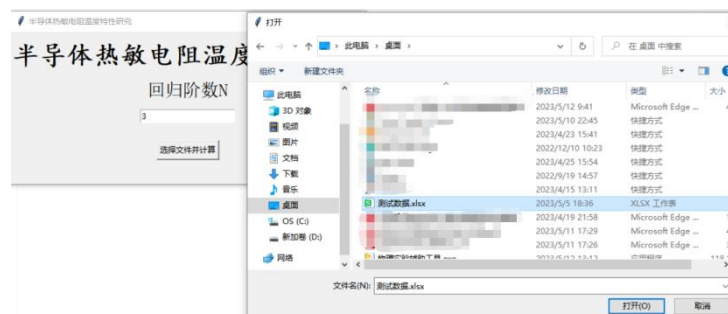 半导体热敏电阻温度特性研究
半导体热敏电阻温度
回归阶数N
3
选择文件并计算
打开
此电脑 > 桌面 >
在 桌面 中搜索
组织 新建文件夹
名称 修改日期 类型 大小
此电脑
3D 对象
视频
图片
文档
下载
音乐
桌面
OS (C:)
新加卷 (D:)
网络
2023/5/12 9:41 Microsoft Edge ...
2023/5/10 22:45 快捷方式
2023/4/23 15:41 快捷方式
2022/12/10 10:23 快捷方式
2023/4/25 15:54 快捷方式
2022/9/19 14:57 快捷方式
2023/4/15 13:11 快捷方式
测试数据.xlsx 2023/5/5 18:36 XLSX 工作表
2023/4/19 21:58 Microsoft Edge ...
2023/5/11 17:29 Microsoft Edge ...
2023/5/11 17:26 Microsoft Edge ...
文件名(N): 测试数据.xlsx
打开(O) 取消